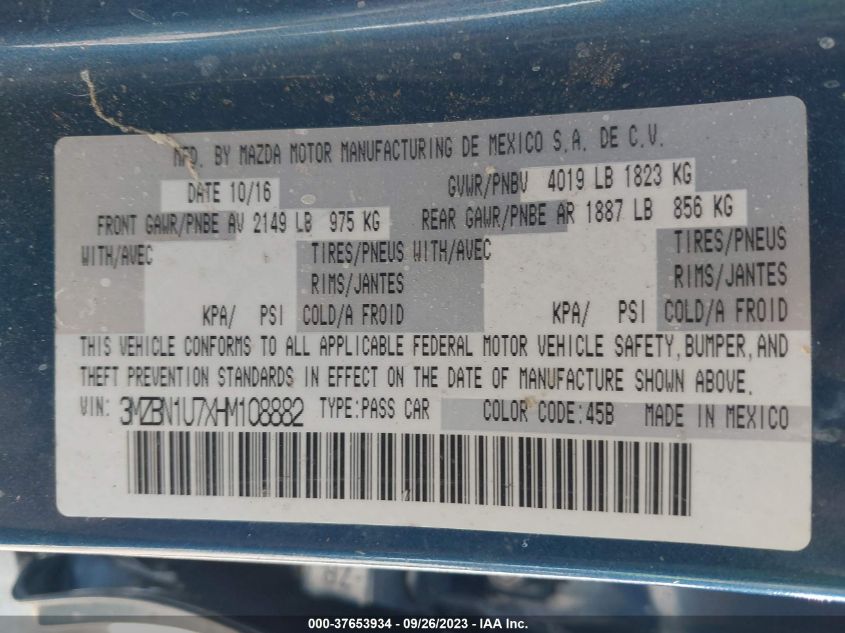 MFD. BY MAZDA MOTOR MANUFACTURING DE MEXICO S.A. DE C.V.
DATE 10/16 GVWR/PNBV 4019 LB 1823 KG
FRONT GAWR/PNBE AV 2149 LB 975 KG REAR GAWR/PNBE AR 1887 LB 856 KG
WITH/AVEC TIRES/PNEUS WITH/AVEC TIRES/PNEUS
RIMS/JANTES RIMS/JANTES
KPA/ PSI COLD/A FROID KPA/ PSI COLD/A FROID
THIS VEHICLE CONFORMS TO ALL APPLICABLE FEDERAL MOTOR VEHICLE SAFETY, BUMPER, AND
THEFT PREVENTION STANDARDS IN EFFECT ON THE DATE OF MANUFACTURE SHOWN ABOVE.
VIN: 3MZBN1U7XHM108882 TYPE:PASS CAR COLOR CODE:45B MADE IN MEXICO
000-37653934 - 09/26/2023 - IAAI.com